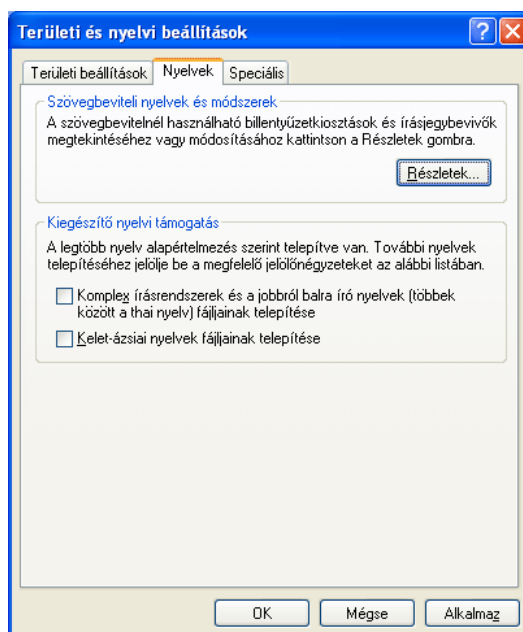 Területi és nyelvi beállítások
Területi beállítások Nyelvek Speciális
Szövegbeviteli nyelvek és módszerek
A szövegbevitelnél használható billentyűzetkiosztások és írásjegybevivők
megtekintéséhez vagy módosításához kattintson a Részletek gombra.
Részletek...
Kiegészítő nyelvi támogatás
A legtöbb nyelv alapértelmezés szerint telepítve van. További nyelvek
telepítéséhez jelölje be a megfelelő jelölőnégyzeteket az alábbi listában.
Komplex írásrendszerek és a jobbról balra író nyelvek (többek
között a thai nyelv) fájljainak telepítése
Kelet-ázsiai nyelvek fájljainak telepítése
OK Mégse Alkalmaz